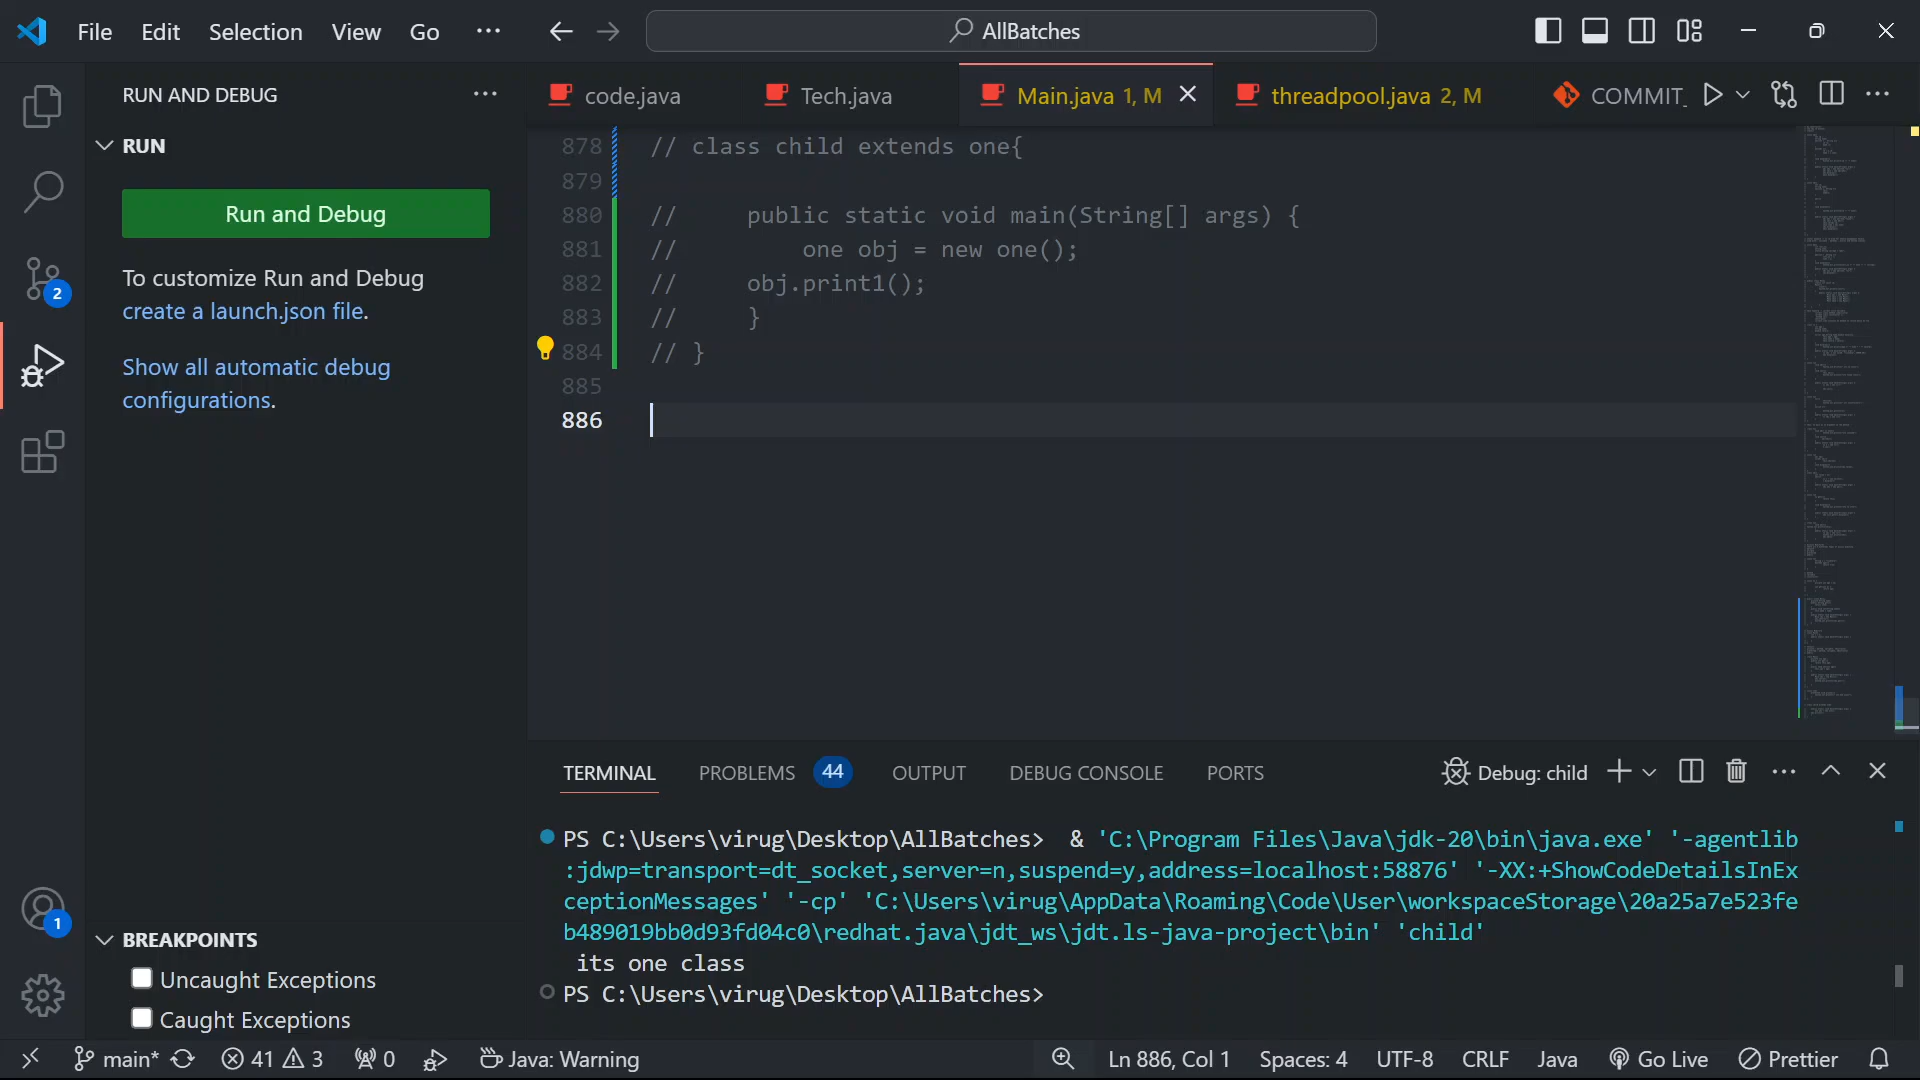 File Edit Selection View Go ··· AllBatches
RUN AND DEBUG ···
RUN
Run and Debug
To customize Run and Debug
create a launch.json file.
Show all automatic debug
configurations.
BREAKPOINTS
Uncaught Exceptions
Caught Exceptions
2
1
code.java Tech.java Main.java 1, M threadpool.java 2, M COMMIT_ ···
878 // class child extends one{
879
880 //     public static void main(String[] args) {
881 //         one obj = new one();
882 //     obj.print1();
883 //     }
884 // }
885
886
TERMINAL PROBLEMS 44 OUTPUT DEBUG CONSOLE PORTS Debug: child ···
PS C:\Users\virug\Desktop\AllBatches>  & 'C:\Program Files\Java\jdk-20\bin\java.exe' '-agentlib
:jdwp=transport=dt_socket,server=n,suspend=y,address=localhost:58876' '-XX:+ShowCodeDetailsInEx
ceptionMessages' '-cp' 'C:\Users\virug\AppData\Roaming\Code\User\workspaceStorage\20a25a7e523fe
b489019bb0d93fd04c0\redhat.java\jdt_ws\jdt.ls-java-project\bin' 'child'
its one class
PS C:\Users\virug\Desktop\AllBatches>
main* 41 3 0 Java: Warning Ln 886, Col 1 Spaces: 4 UTF-8 CRLF Java Go Live Prettier